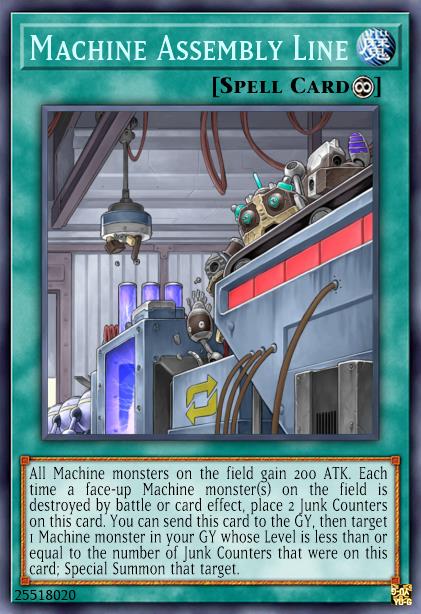 MACHINE ASSEMBLY LINE
魔
[SPELL CARD]
All Machine monsters on the field gain 200 ATK. Each
time a face-up Machine monster(s) on the field is
destroyed by battle or card effect, place 2 Junk Counters
on this card. You can send this card to the GY, then target
1 Machine monster in your GY whose Level is less than or
equal to the number of Junk Counters that were on this
card; Special Summon that target.
25518020